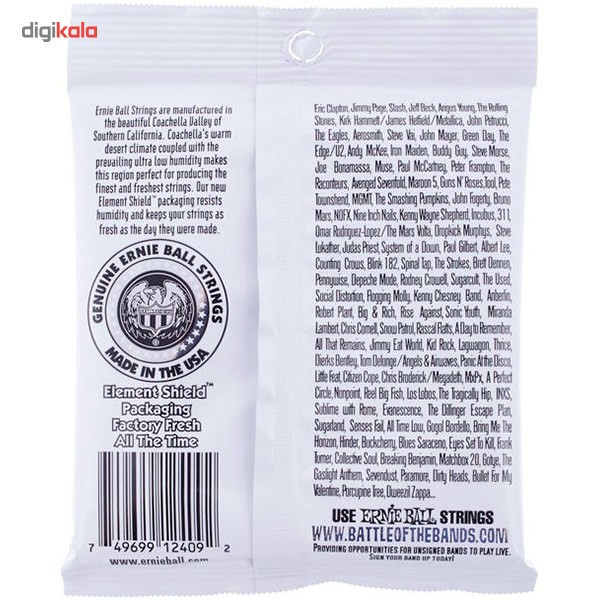 digikala
Ernie Ball Strings are manufactured in
the beautiful Coachella Valley of
Southern California. Coachella's warm
desert climate coupled with the
prevailing ultra low humidity makes
this region perfect for producing the
finest and freshest strings. Our new
Element Shield™ packaging resists
humidity and keeps your strings as
fresh as the day they were made.
GENUINE ERNIE BALL STRINGS
MADE IN THE USA
Element Shield™
Packaging
Factory Fresh
All The Time
7 49699 12409 2
www.ernieball.com
Eric Clapton, Jimmy Page, Slash, Jeff Beck, Angus Young, The Rolling
Stones, Kirk Hammett/James Hetfield/Metallica, John Petrucci,
The Eagles, Aerosmith, Steve Vai, John Mayer, Green Day, The
Edge/U2, Andy McKee, Iron Maiden, Buddy Guy, Steve Morse,
Joe Bonamassa, Muse, Paul McCartney, Peter Frampton, The
Raconteurs, Avenged Sevenfold, Maroon 5, Guns N' Roses, Tool, Pete
Townshend, MGMT, The Smashing Pumpkins, John Fogerty, Bruno
Mars, NOFX, Nine Inch Nails, Kenny Wayne Shepherd, Incubus, 311,
Omar Rodriguez-Lopez/The Mars Volta, Dropkick Murphys, Steve
Lukather, Judas Priest, System of a Down, Paul Gilbert, Albert Lee,
Counting Crows, Blink 182, Spinal Tap, The Strokes, Brett Dennen,
Pennywise, Depeche Mode, Rodney Crowell, Sugarcult, The Used,
Social Distortion, Flogging Molly, Kenny Chesney Band, Anberlin,
Robert Plant, Big & Rich, Rise Against, Sonic Youth, Miranda
Lambert, Chris Cornell, Snow Patrol, Rascal Flatts, A Day to Remember,
All That Remains, Jimmy Eat World, Kid Rock, Lagwagon, Thrice,
Dierks Bentley, Tom Delonge/Angels & Airwaves, Panic At the Disco,
Little Feat, Citizen Cope, Chris Broderick/Megadeth, MxPx, A Perfect
Circle, Nonpoint, Reel Big Fish, Los Lobos, The Tragically Hip, INXS,
Sublime with Rome, Evanescence, The Dillinger Escape Plan,
Sugarland, Senses Fail, All Time Low, Gogol Bordello, Bring Me The
Horizon, Hinder, Buckcherry, Blues Saraceno, Eyes Set To Kill, Frank
Turner, Collective Soul, Breaking Benjamin, Matchbox 20, Gotye, The
Gaslight Anthem, Sevendust, Paramore, Dirty Heads, Bullet For My
Valentine, Porcupine Tree, Dweezil Zappa...
USE ERNIE BALL STRINGS
WWW.BATTLEOFTHEBANDS.COM
PROVIDING OPPORTUNITIES FOR UNSIGNED BANDS TO PLAY LIVE.
SIGN YOUR BAND UP TODAY!